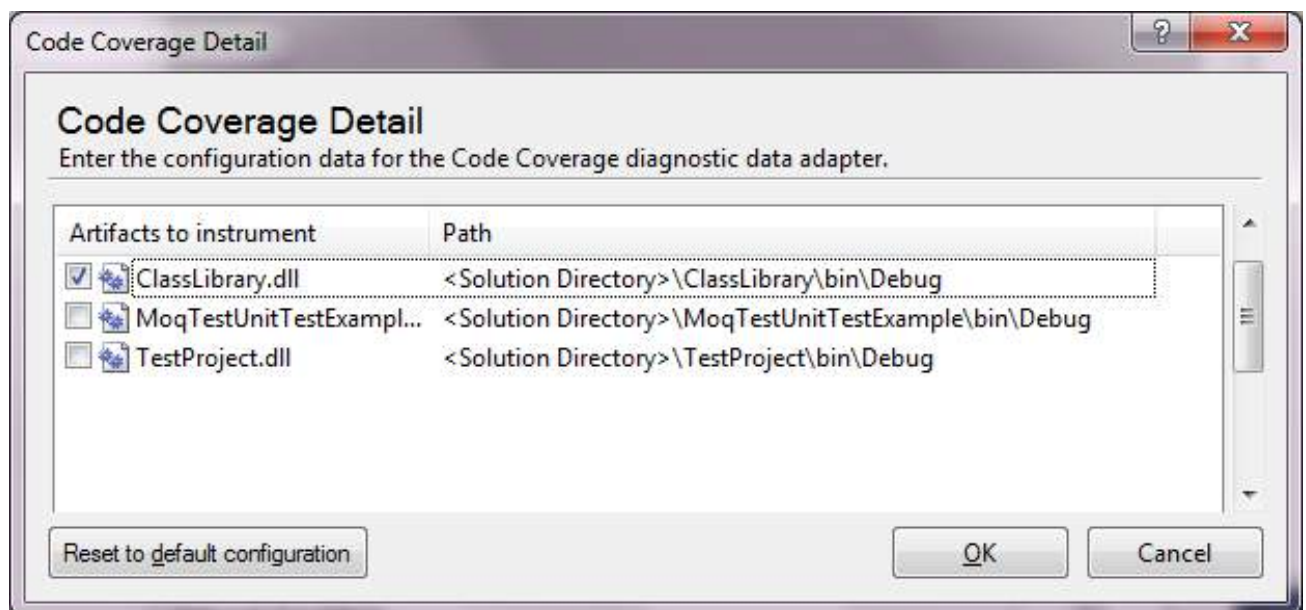 Code Coverage Detail
Code Coverage Detail
Enter the configuration data for the Code Coverage diagnostic data adapter.
Artifacts to instrument Path
ClassLibrary.dll <Solution Directory>\ClassLibrary\bin\Debug
MoqTestUnitTestExampl... <Solution Directory>\MoqTestUnitTestExample\bin\Debug
TestProject.dll <Solution Directory>\TestProject\bin\Debug
Reset to default configuration OK Cancel